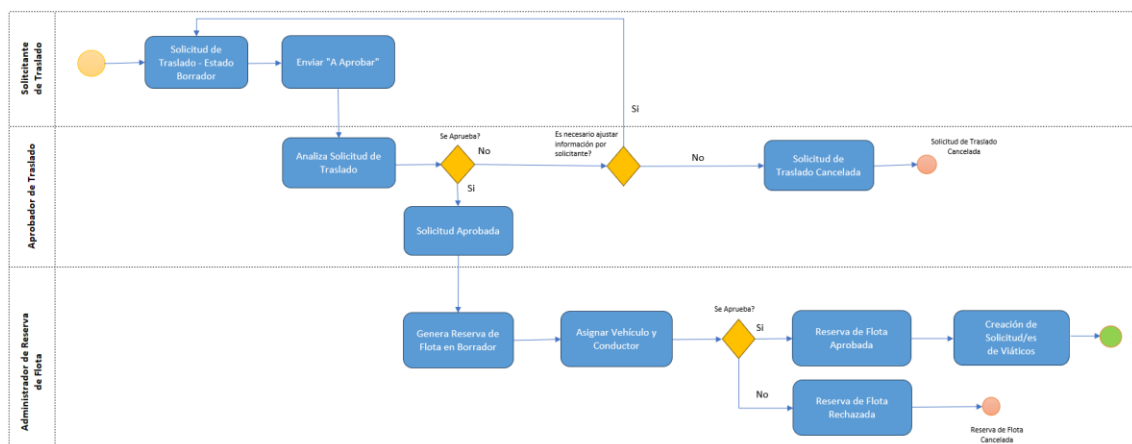 Solitcitante
de Traslado
Solicitud de
Traslado - Estado
Borrador
Enviar "A Aprobar"
Si
Aprobador de Traslado
Analiza Solicitud de
Traslado
Se Aprueba?
No
Si
Es necesario ajustar
información por
solicitante?
No
Solicitud de
Traslado Cancelada
Solicitud de Traslado
Cancelada
Solicitud Aprobada
Administrador de Reserva
de Flota
Genera Reserva de
Flota en Borrador
Asignar Vehículo y
Conductor
Se Aprueba?
Si
Reserva de Flota
Aprobada
Creación de
Solicitud/es
de Viáticos
No
Reserva de Flota
Rechazada
Reserva de Flota
Cancelada